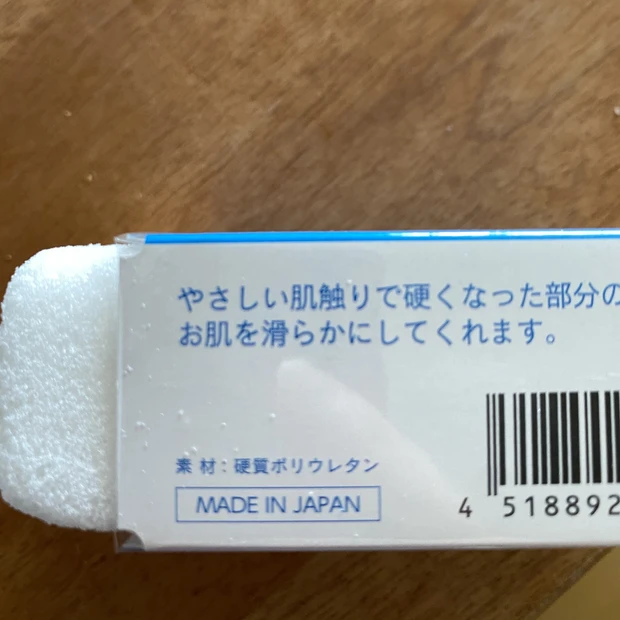 やさしい肌触りで硬くなった部分の
お肌を滑らかにしてくれます。
素材：硬質ポリウレタン
MADE IN JAPAN
4 518892